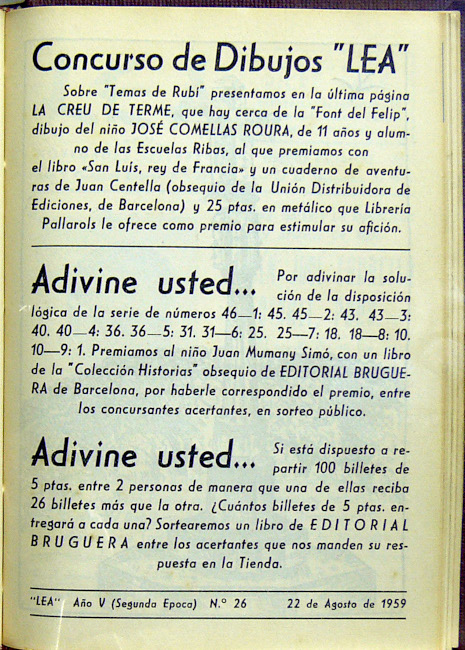 Concurso de Dibujos "LEA"
Sobre "Temas de Rubí" presentamos en la última página
LA CREU DE TERME, que hay cerca de la "Font del Felip",
dibujo del niño JOSÉ COMELLAS ROURA, de 11 años y alum-
no de las Escuelas Ribas, al que premiamos con
el libro «San Luis, rey de Francia» y un cuaderno de aventu-
ras de Juan Centella (obsequio de la Unión Distribuidora de
Ediciones, de Barcelona) y 25 ptas. en metálico que Librería
Pallarols le ofrece como premio para estimular su afición.
Adivine usted... Por adivinar la solu-
ción de la disposición
lógica de la serie de números 46—1: 45. 45—2: 43. 43—3:
40. 40—4: 36. 36—5: 31. 31—6: 25. 25—7: 18. 18—8: 10.
10—9: 1. Premiamos al niño Juan Mumany Simó, con un libro
de la "Colección Historias" obsequio de EDITORIAL BRUGUE-
RA de Barcelona, por haberle correspondido el premio, entre
los concursantes acertantes, en sorteo público.
Adivine usted... Si está dispuesto a re-
partir 100 billetes de
5 ptas. entre 2 personas de manera que una de ellas reciba
26 billetes más que la otra. ¿Cuántos billetes de 5 ptas. en-
tregará a cada una? Sortearemos un libro de EDITORIAL
BRUGUERA entre los acertantes que nos manden su res-
puesta en la Tienda.
"LEA" Año V (Segunda Epoca) N.° 26 22 de Agosto de 1959